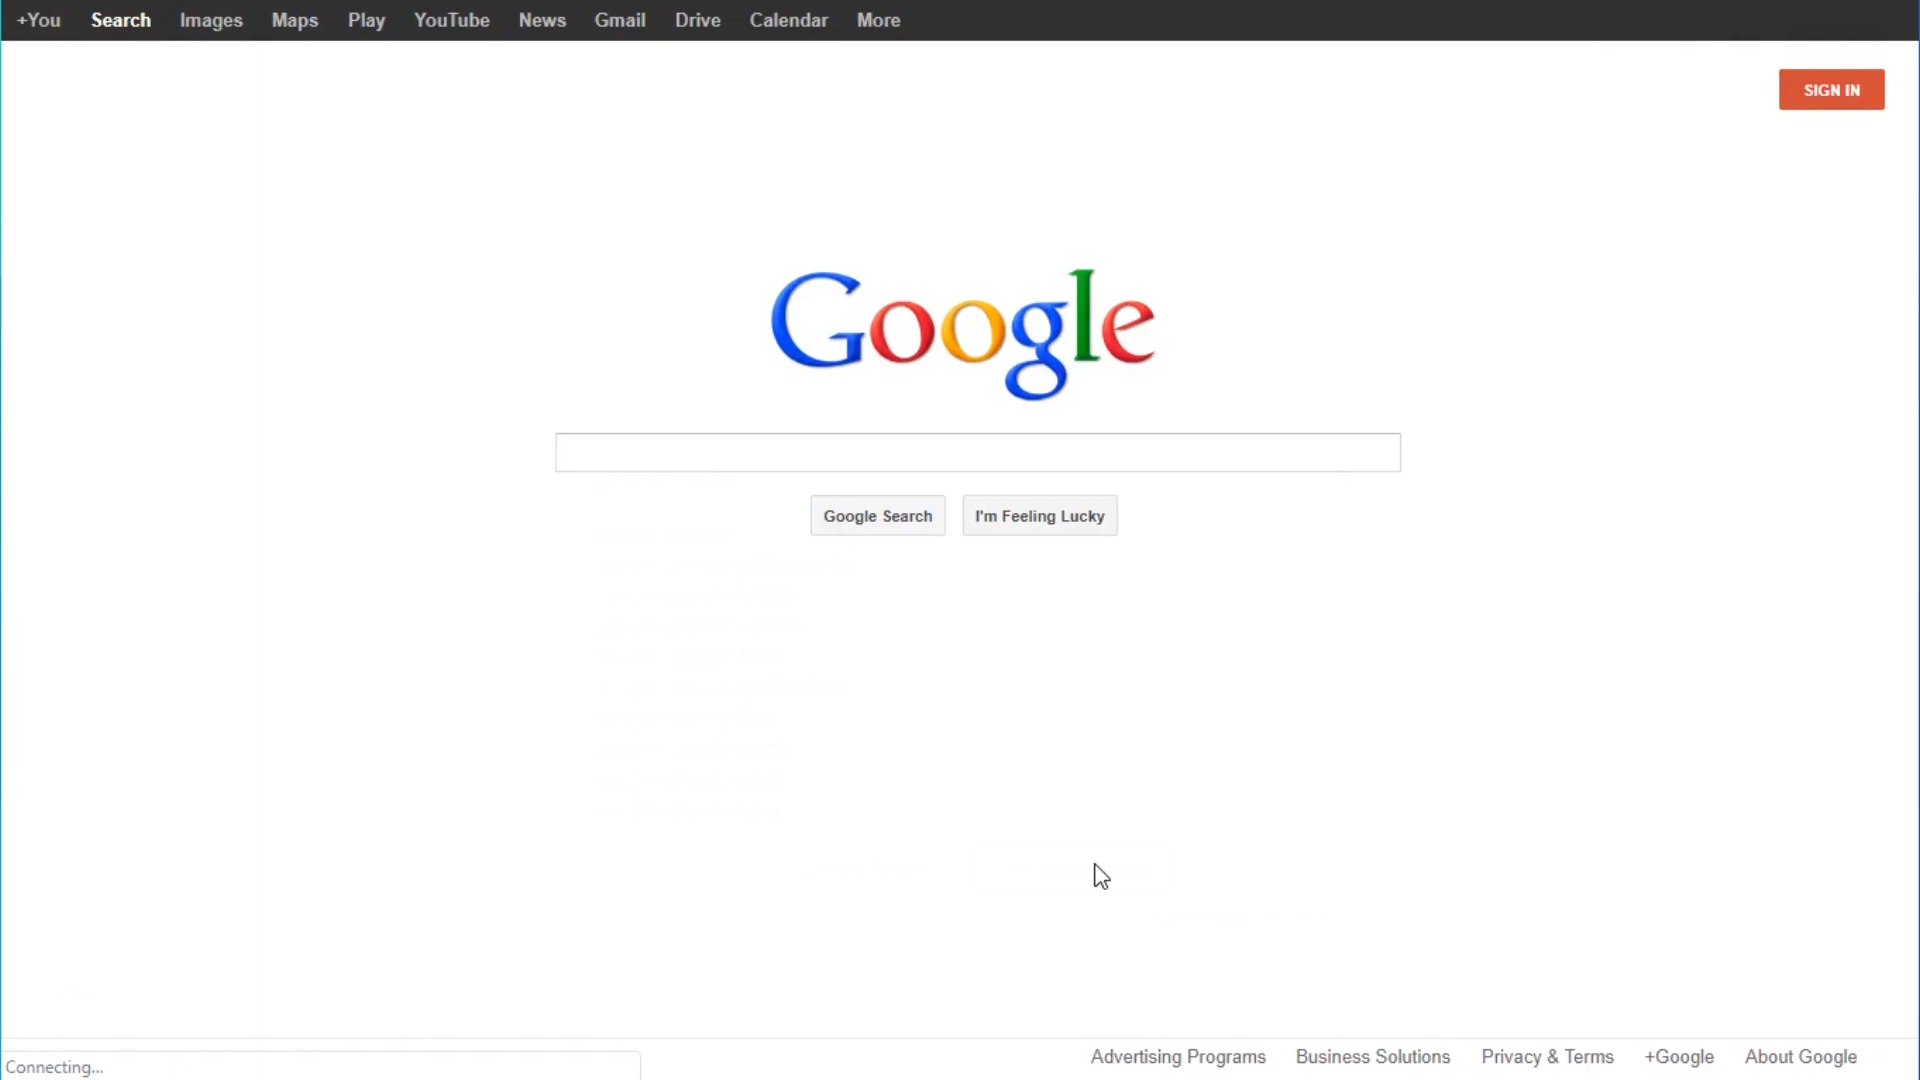 +You Search Images Maps Play YouTube News Gmail Drive Calendar More
SIGN IN
Google
Google Search I'm Feeling Lucky
Connecting...
Advertising Programs Business Solutions Privacy & Terms +Google About Google